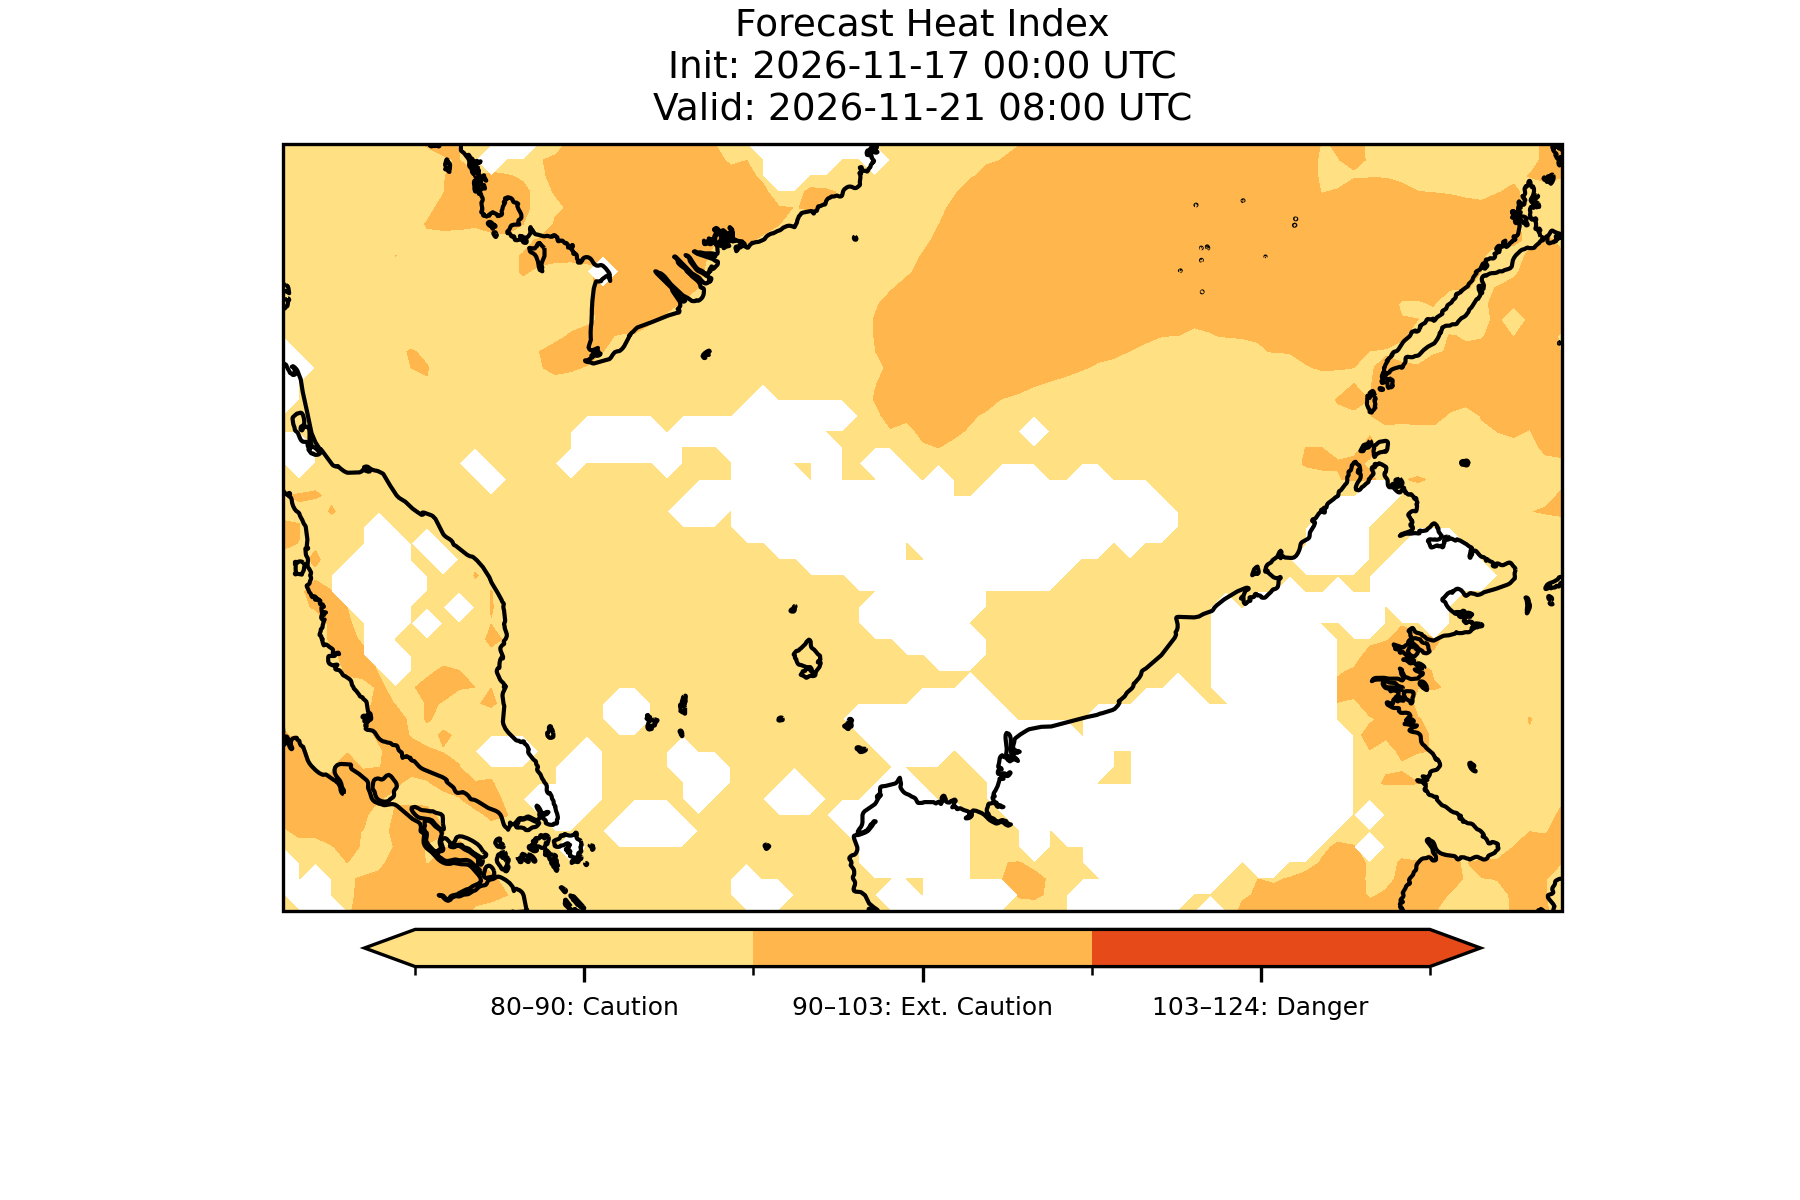 Forecast Heat Index
Init: 2026-11-17 00:00 UTC
Valid: 2026-11-21 08:00 UTC
80–90: Caution
90–103: Ext. Caution
103–124: Danger